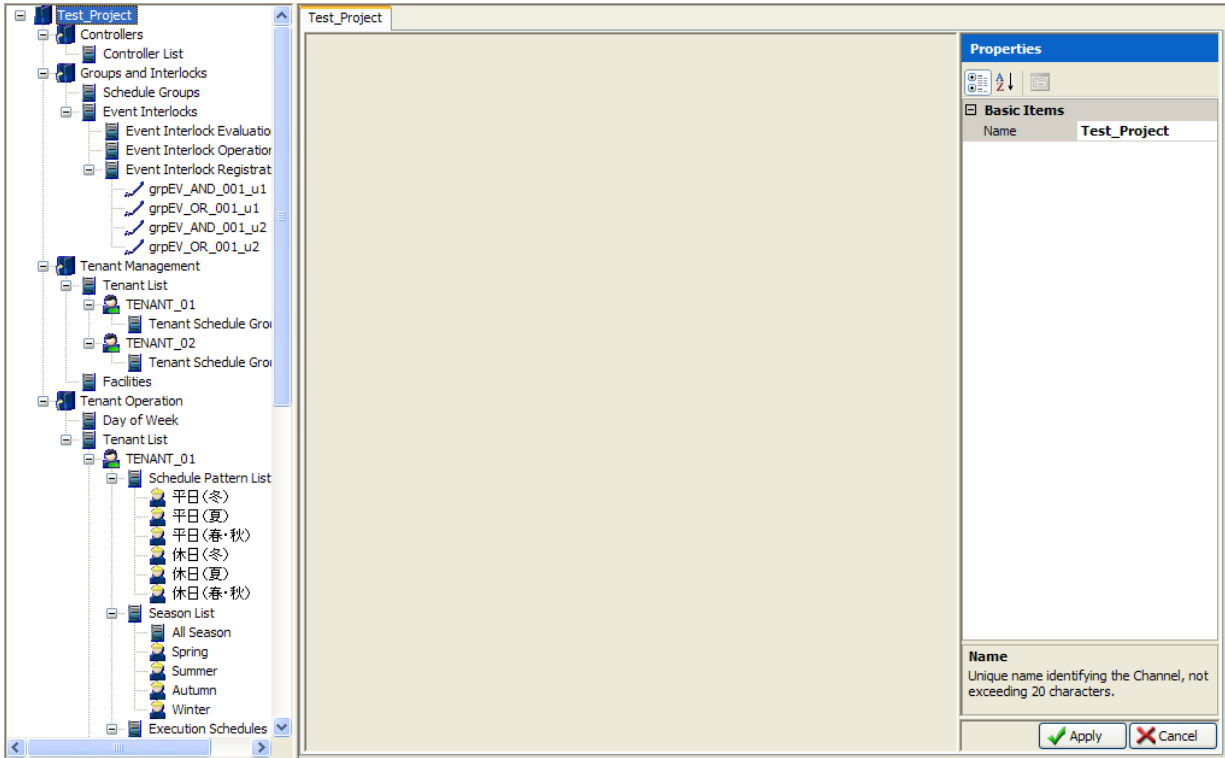 Test_Project
Controllers
Controller List
Groups and Interlocks
Schedule Groups
Event Interlocks
Event Interlock Evaluatio
Event Interlock Operation
Event Interlock Registrat
grpEV_AND_001_u1
grpEV_OR_001_u1
grpEV_AND_001_u2
grpEV_OR_001_u2
Tenant Management
Tenant List
TENANT_01
Tenant Schedule Grou
TENANT_02
Tenant Schedule Grou
Facilities
Tenant Operation
Day of Week
Tenant List
TENANT_01
Schedule Pattern List
平日(冬)
平日(夏)
平日(春・秋)
休日(冬)
休日(夏)
休日(春・秋)
Season List
All Season
Spring
Summer
Autumn
Winter
Execution Schedules
Test_Project
Properties
Basic Items
Name Test_Project
Name
Unique name identifying the Channel, not
exceeding 20 characters.
Apply Cancel